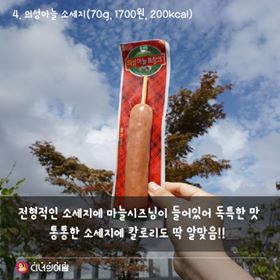 4. 의성마늘 소세지(70g, 1700원, 200kcal)
의성마늘 프랑크
전형적인 소세지에 마늘시즈닝이 들어있어 독특한 맛
통통한 소세지에 칼로리도 딱 알맞음!!
다녀의여왕